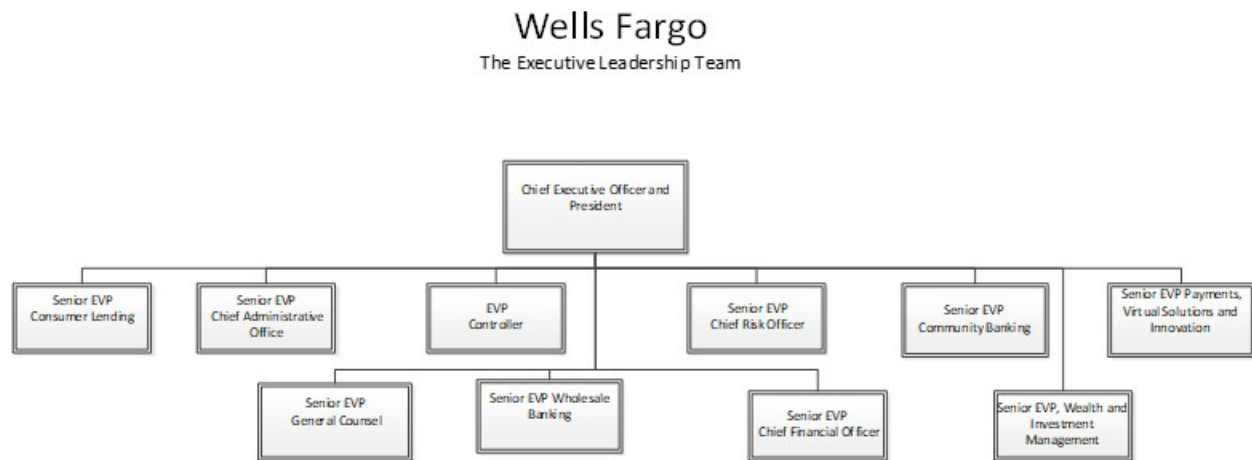 Wells Fargo
The Executive Leadership Team
Chief Executive Officer and
President
Senior EVP
Consumer Lending
Senior EVP
Chief Administrative
Office
EVP
Controller
Senior EVP
Chief Risk Officer
Senior EVP
Community Banking
Senior EVP Payments,
Virtual Solutions and
Innovation
Senior EVP
General Counsel
Senior EVP Wholesale
Banking
Senior EVP
Chief Financial Officer
Senior EVP, Wealth and
Investment
Management